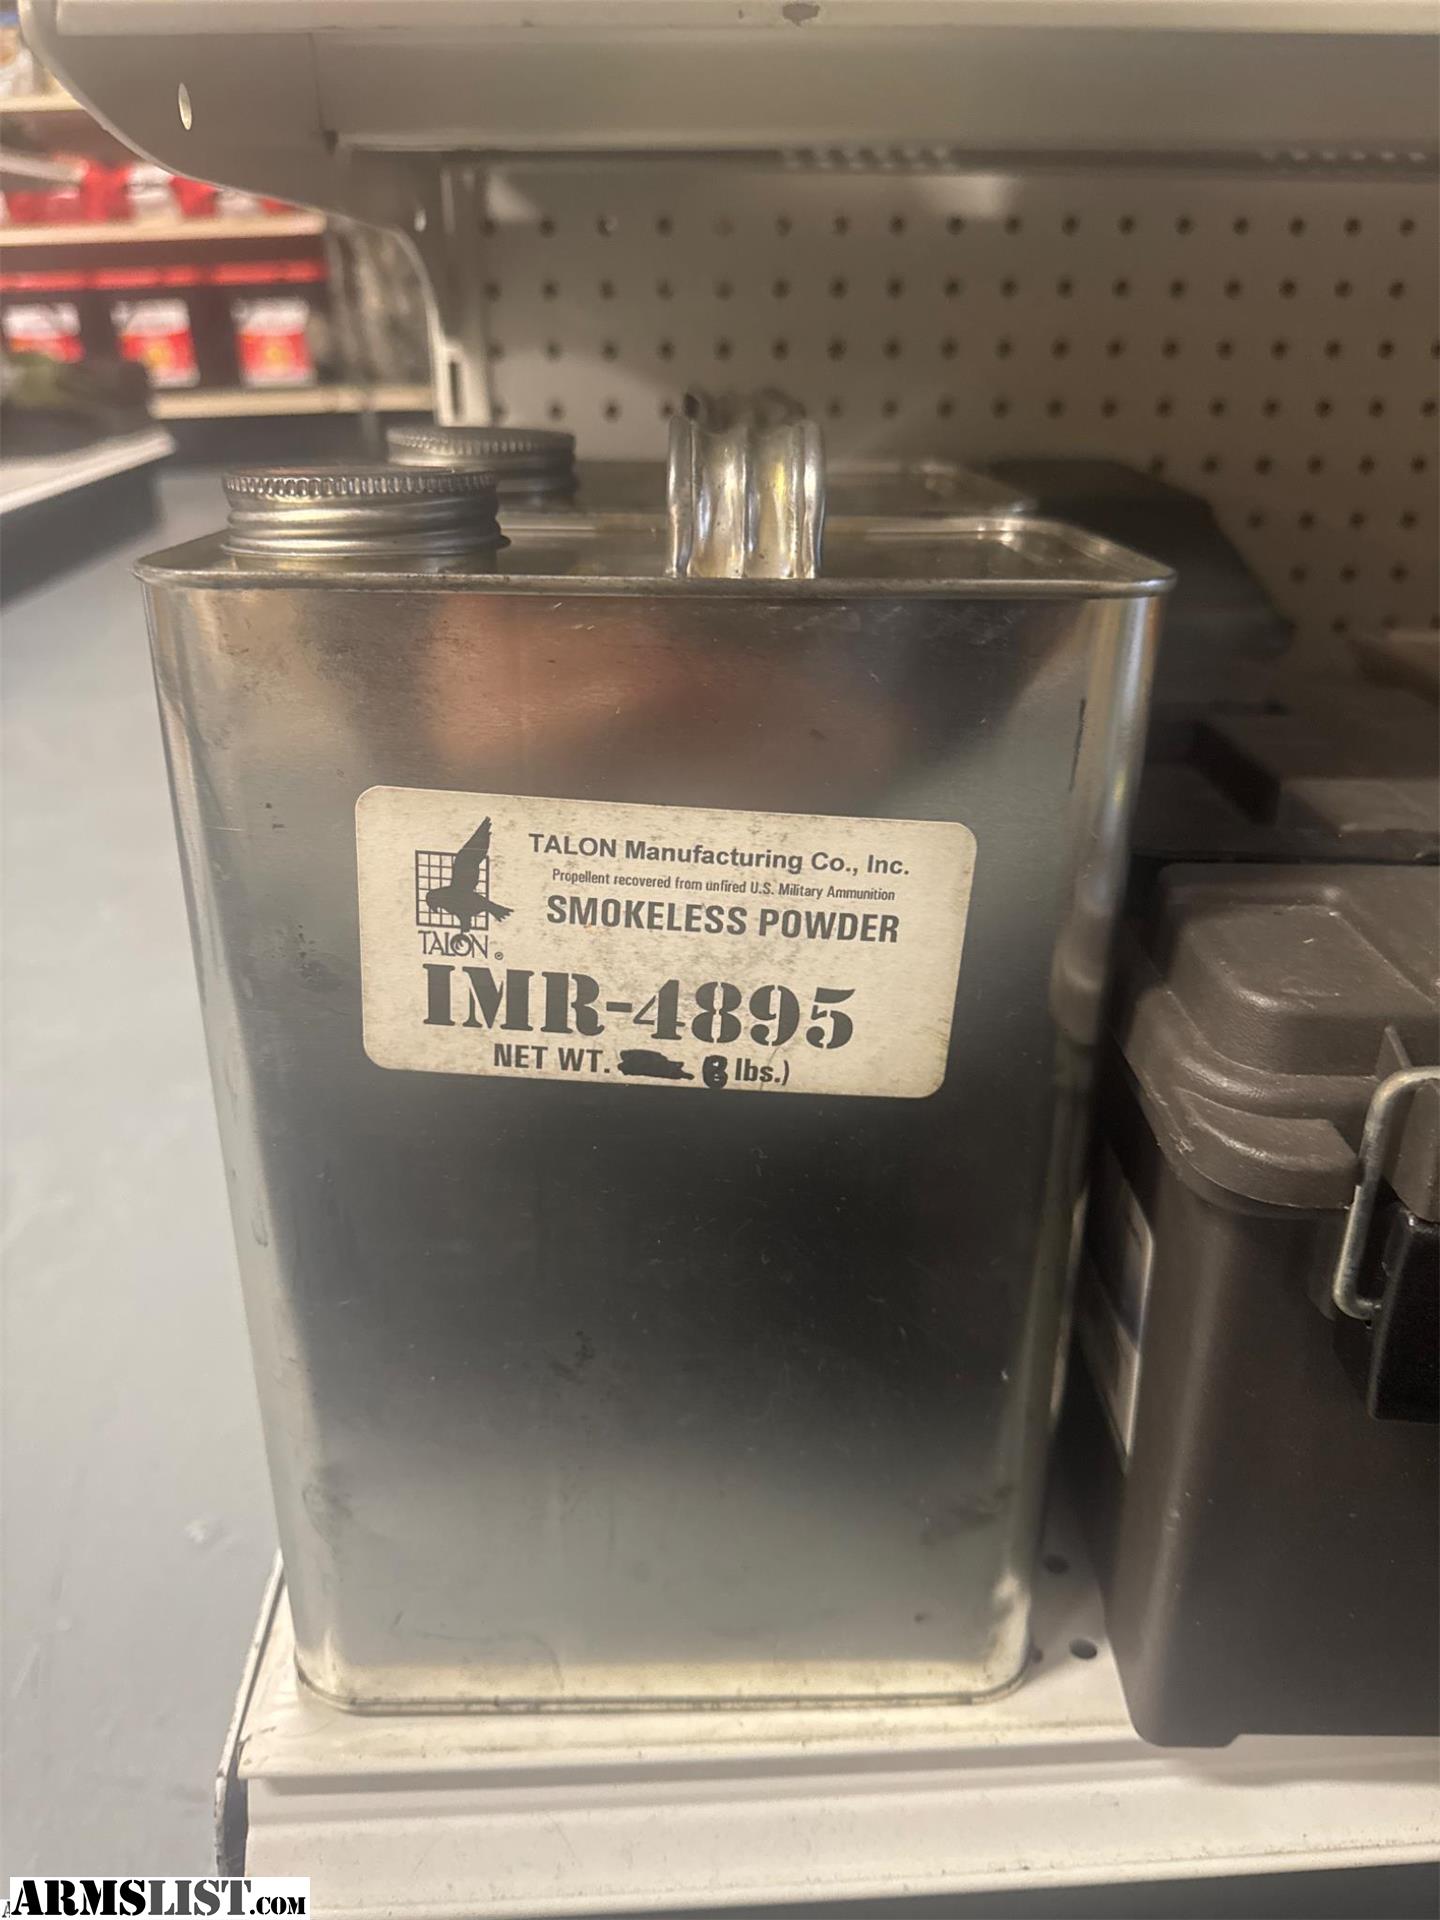 TALON Manufacturing Co., Inc.
Propellent recovered from unfired U.S. Military Ammunition
SMOKELESS POWDER
TALON ®
IMR-4895
NET WT. 8 lbs.)
ARMSLIST.COM